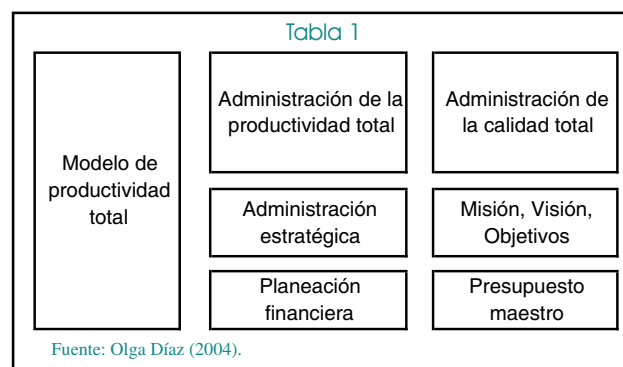 Tabla 1
Modelo de
productividad
total
Administración de la
productividad total
Administración de
la calidad total
Administración
estratégica
Misión, Visión,
Objetivos
Planeación
financiera
Presupuesto
maestro
Fuente: Olga Díaz (2004).